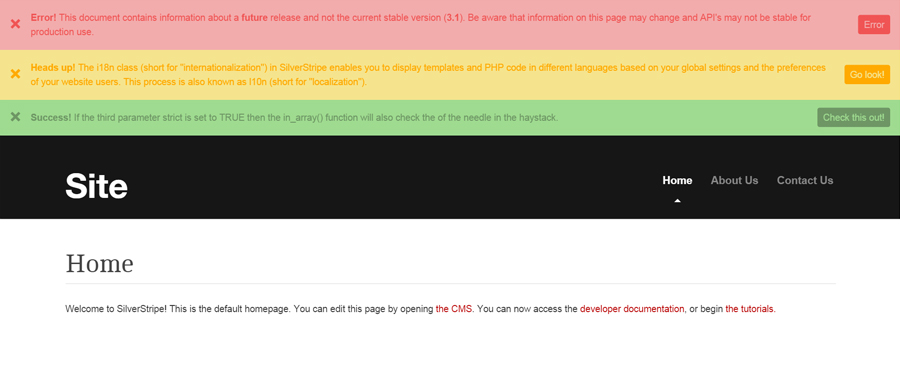 Error! This document contains information about a future release and not the current stable version (3.1). Be aware that information on this page may change and API's may not be stable for
production use.
Error
Heads up! The i18n class (short for "internationalization") in SilverStripe enables you to display templates and PHP code in different languages based on your global settings and the preferences
of your website users. This process is also known as l10n (short for "localization").
Go look!
Success! If the third parameter strict is set to TRUE then the in_array() function will also check the of the needle in the haystack.
Check this out!
Site
Home About Us Contact Us
Home
Welcome to SilverStripe! This is the default homepage. You can edit this page by opening the CMS. You can now access the developer documentation, or begin the tutorials.